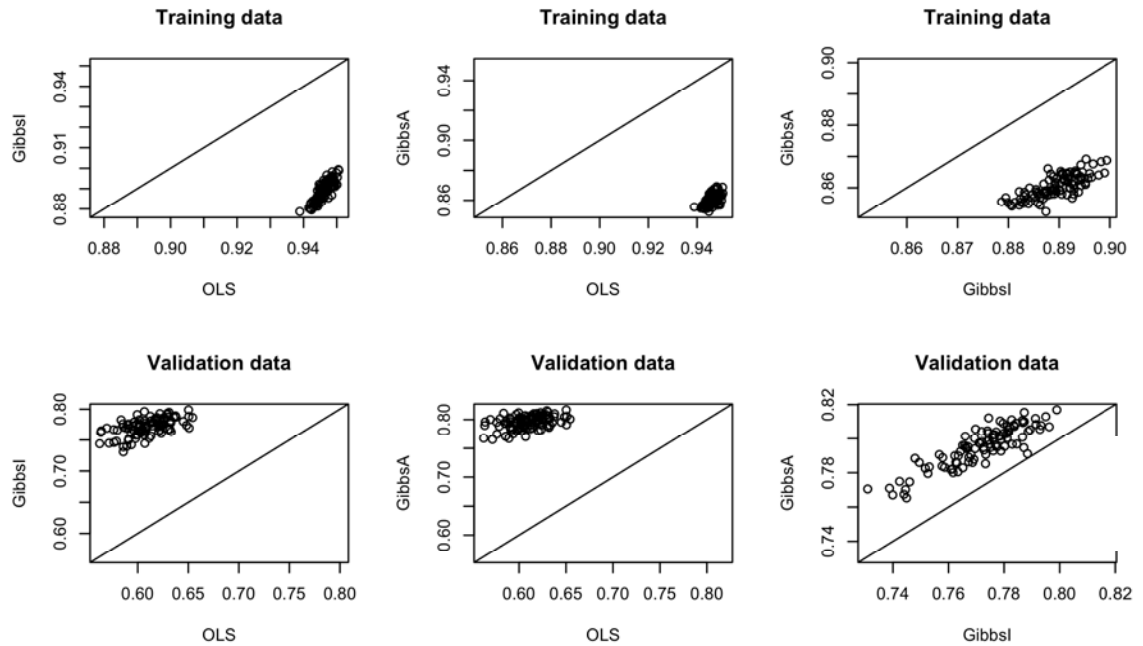 Training data
GibbsI
0.94
0.91
0.88
0.88 0.90 0.92 0.94
OLS
Training data
GibbsA
0.94
0.90
0.86
0.86 0.88 0.90 0.92 0.94
OLS
Training data
GibbsA
0.90
0.88
0.86
0.86 0.87 0.88 0.89 0.90
GibbsI
Validation data
GibbsI
0.80
0.70
0.60
0.60 0.65 0.70 0.75 0.80
OLS
Validation data
GibbsA
0.80
0.70
0.60
0.60 0.65 0.70 0.75 0.80
OLS
Validation data
GibbsA
0.82
0.78
0.74
0.74 0.76 0.78 0.80 0.82
GibbsI